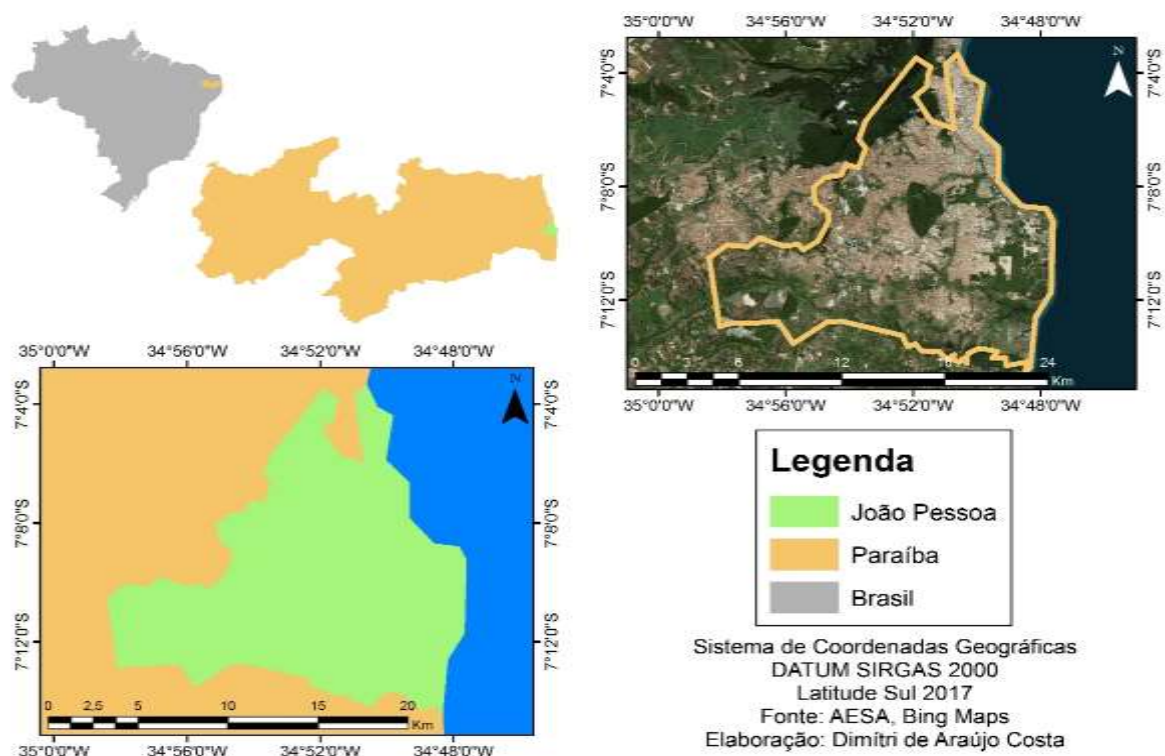 35°0'0"W 34°56'0"W 34°52'0"W 34°48'0"W
7°4'0"S
7°8'0"S
7°12'0"S
N
7°4'0"S
7°8'0"S
7°12'0"S
0 6 12 24
Km
35°0'0"W 34°56'0"W 34°52'0"W 34°48'0"W
35°0'0"W 34°56'0"W 34°52'0"W 34°48'0"W
7°4'0"S
7°8'0"S
7°12'0"S
N
7°4'0"S
7°8'0"S
7°12'0"S
0 2,5 5 10 15 20
Km
35°0'0"W 34°56'0"W 34°52'0"W 34°48'0"W
Legenda
João Pessoa
Paraíba
Brasil
Sistema de Coordenadas Geográficas
DATUM SIRGAS 2000
Latitude Sul 2017
Fonte: AESA, Bing Maps
Elaboração: Dimítri de Araújo Costa